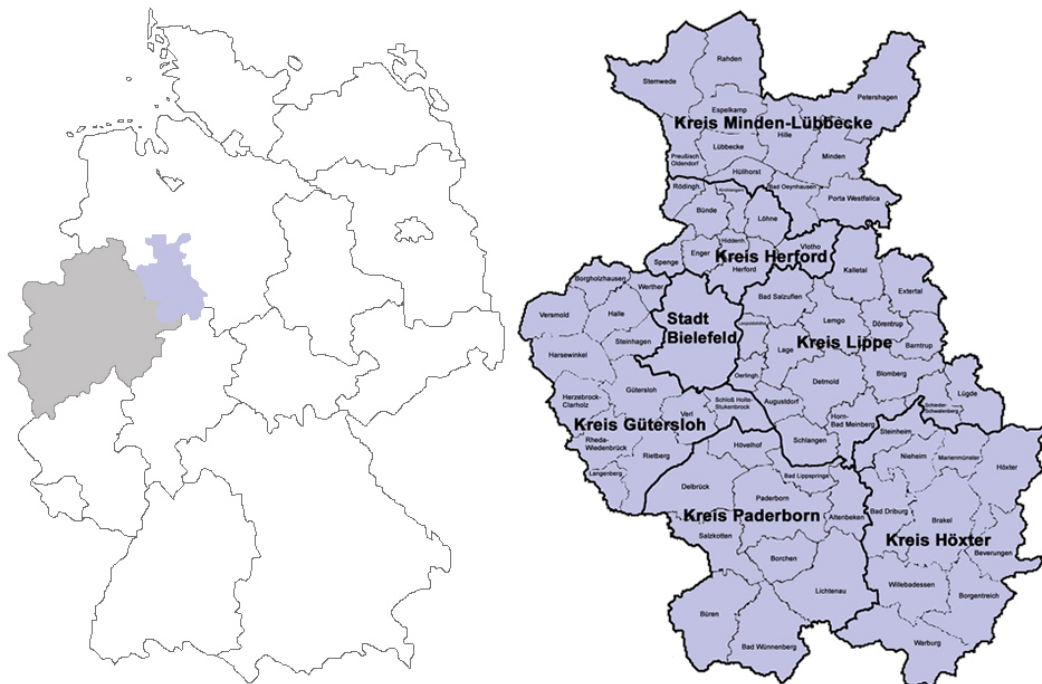 Rahden
Stemwede
Petershagen
Espelkamp
Kreis Minden-Lübbecke
Hille
Lübbecke
Minden
Preußisch
Oldendorf
Hüllhorst
Bad Oeynhausen
Rödingh.
Porta Westfalica
Bünde
Löhne
Hiddenh.
Vlotho
Enger
Kreis Herford
Spenge
Herford
Kalletal
Borgholzhausen
Werther
Extertal
Bad Salzuflen
Versmold
Halle
Stadt
Bielefeld
Lemgo
Dörentrup
Steinhagen
Kreis Lippe
Barntrup
Harsewinkel
Lage
Oerlingh.
Blomberg
Detmold
Lügde
Gütersloh
Herzebrock-
Clarholz
Schloß Holte-
Stukenbrock
Augustdorf
Schieder-
Schwalenberg
Verl
Horn-
Bad Meinberg
Kreis Gütersloh
Steinheim
Rheda-
Wiedenbrück
Hövelhof
Schlangen
Rietberg
Nieheim
Marienmünster
Höxter
Langenberg
Bad Lippspringe
Delbrück
Paderborn
Bad Driburg
Kreis Paderborn
Altenbeken
Brakel
Salzkotten
Kreis Höxter
Beverungen
Borchen
Lichtenau
Willebadessen
Borgentreich
Büren
Bad Wünnenberg
Warburg